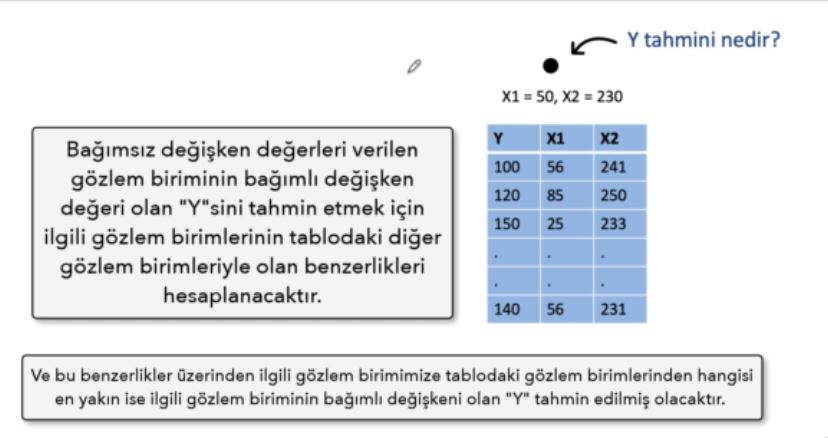 Y tahmini nedir?
X1 = 50, X2 = 230
Bağımsız değişken değerleri verilen
gözlem biriminin bağımlı değişken
değeri olan "Y"sini tahmin etmek için
ilgili gözlem birimlerinin tablodaki diğer
gözlem birimleriyle olan benzerlikleri
hesaplanacaktır.
Y X1 X2
100 56 241
120 85 250
150 25 233
. . .
. . .
140 56 231
Ve bu benzerlikler üzerinden ilgili gözlem birimimize tablodaki gözlem birimlerinden hangisi
en yakın ise ilgili gözlem biriminin bağımlı değişkeni olan "Y" tahmin edilmiş olacaktır.